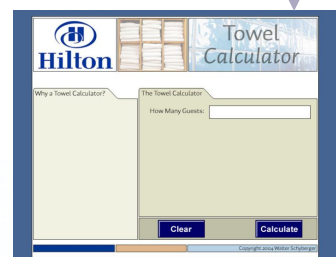 Hilton
Towel
Calculator
Why a Towel Calculator?
The Towel Calculator
How Many Guests:
Clear
Calculate
Copyright 2004 Walter Schyberger